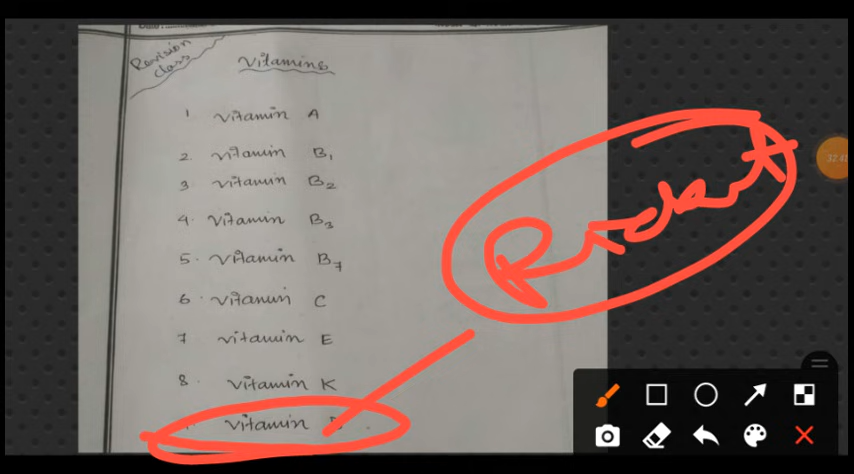 Revision
class
Vitamins
1 Vitamin A
2. Vitamin B1
3 Vitamin B2
4. Vitamin B3
5. Vitamin B7
6. Vitamin C
7 Vitamin E
8. Vitamin K
Vitamin